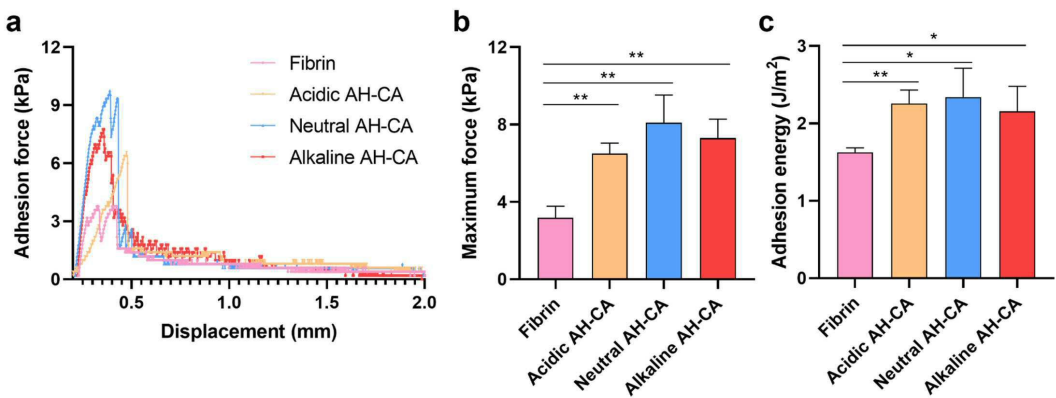 a
Adhesion force (kPa)
12
9
6
3
0
0.5
1.0
1.5
2.0
Displacement (mm)
Fibrin
Acidic AH-CA
Neutral AH-CA
Alkaline AH-CA
b
Maximum force (kPa)
12
8
4
0
**
**
**
Fibrin
Acidic AH-CA
Neutral AH-CA
Alkaline AH-CA
c
Adhesion energy (J/m²)
3
2
1
0
*
*
**
Fibrin
Acidic AH-CA
Neutral AH-CA
Alkaline AH-CA